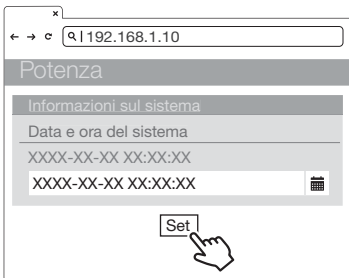 192.168.1.10
Potenza
Informazioni sul sistema
Data e ora del sistema
XXXX-XX-XX XX:XX:XX
XXXX-XX-XX XX:XX:XX
Set